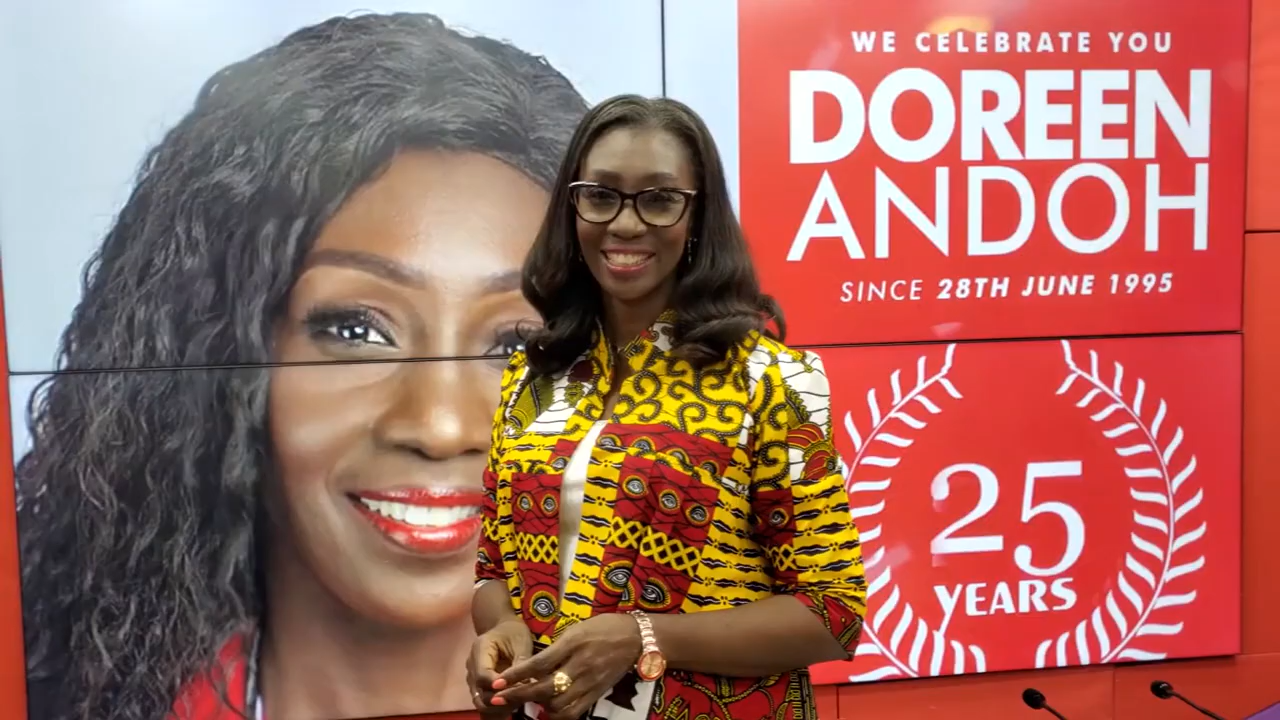 WE CELEBRATE YOU
DOREEN
ANDOH
SINCE 28TH JUNE 1995
25
YEARS